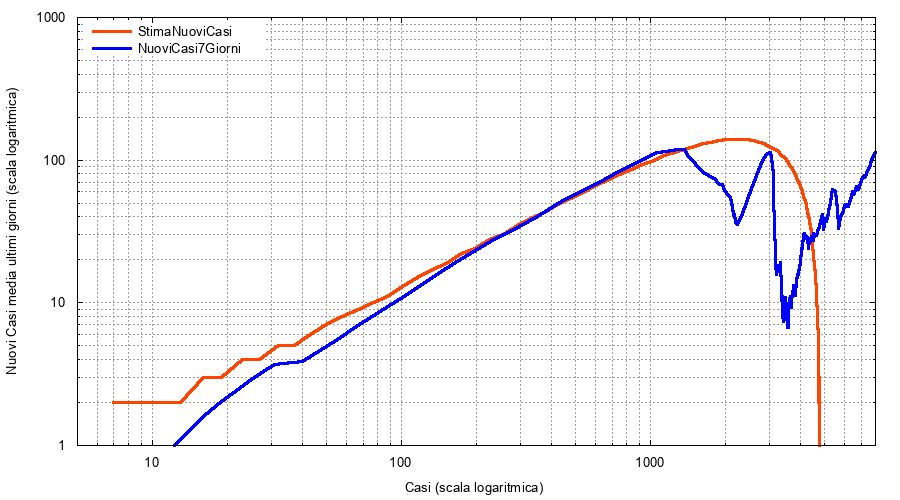 1000
StimaNuoviCasi
NuoviCasi7Giorni
100
10
1
Nuovi Casi media ultimi giorni (scala logaritmica)
10
100
1000
Casi (scala logaritmica)